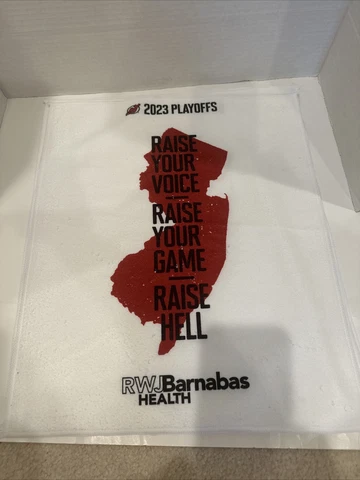 2023 PLAYOFFS
RAISE
YOUR
VOICE
RAISE
YOUR
GAME
RAISE
HELL
RWJBarnabas
HEALTH